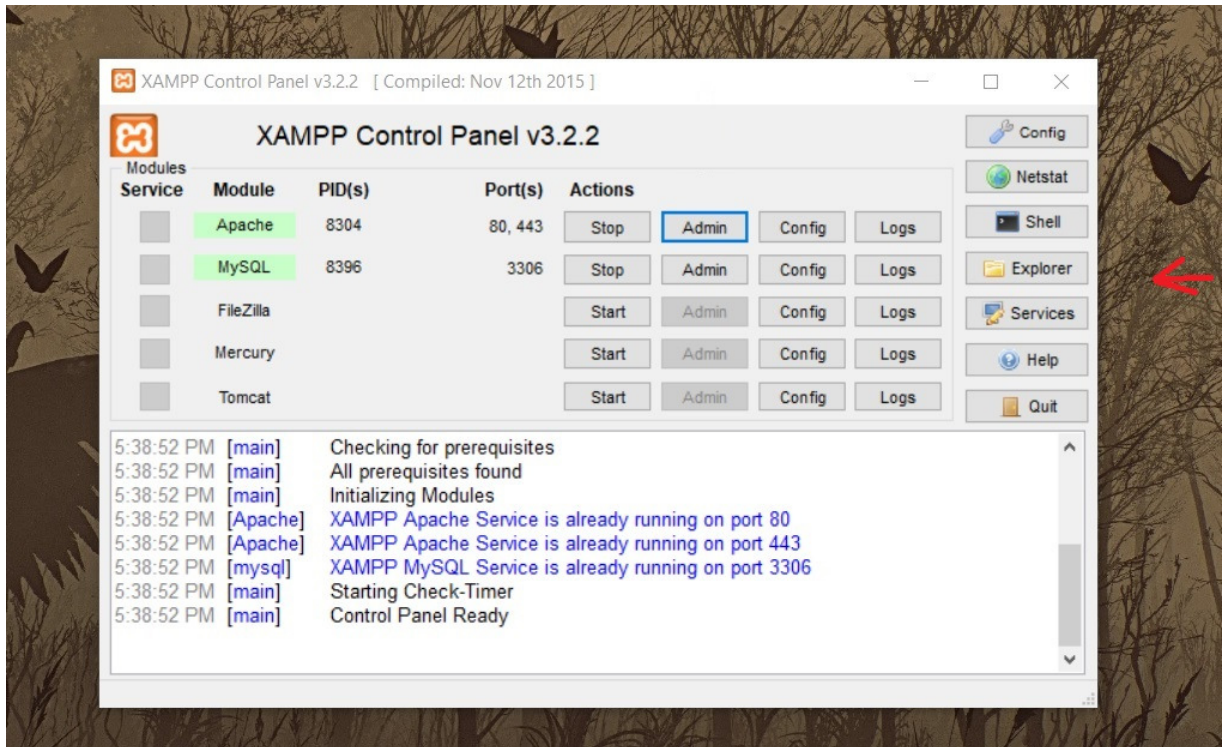 XAMPP Control Panel v3.2.2 [ Compiled: Nov 12th 2015 ]
XAMPP Control Panel v3.2.2
Config
Modules
Service Module PID(s) Port(s) Actions
Netstat
Apache 8304 80, 443 Stop Admin Config Logs
Shell
MySQL 8396 3306 Stop Admin Config Logs
Explorer
FileZilla Start Admin Config Logs
Services
Mercury Start Admin Config Logs
Help
Tomcat Start Admin Config Logs
Quit
5:38:52 PM [main] Checking for prerequisites
5:38:52 PM [main] All prerequisites found
5:38:52 PM [main] Initializing Modules
5:38:52 PM [Apache] XAMPP Apache Service is already running on port 80
5:38:52 PM [Apache] XAMPP Apache Service is already running on port 443
5:38:52 PM [mysql] XAMPP MySQL Service is already running on port 3306
5:38:52 PM [main] Starting Check-Timer
5:38:52 PM [main] Control Panel Ready